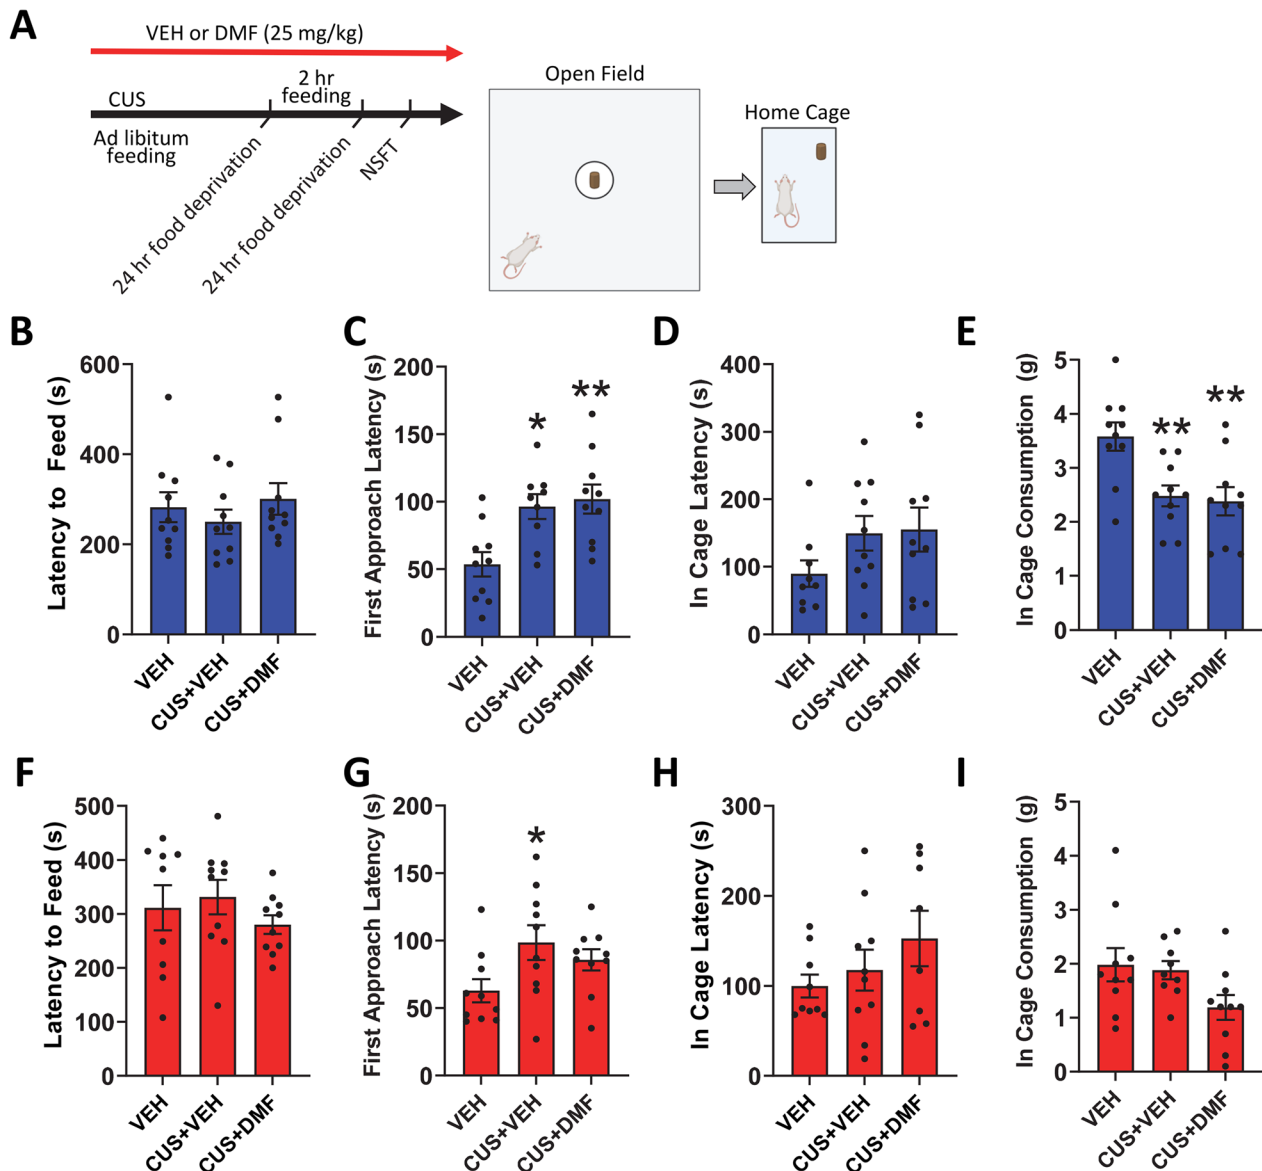 A
VEH or DMF (25 mg/kg)
CUS
2 hr
feeding
Ad libitum
feeding
24 hr food deprivation
24 hr food deprivation
NSFT
Open Field
Home Cage
B
Latency to Feed (s)
600
400
200
0
VEH
CUS+VEH
CUS+DMF
C
First Approach Latency (s)
200
150
100
50
0
*
**
VEH
CUS+VEH
CUS+DMF
D
In Cage Latency (s)
400
300
200
100
0
VEH
CUS+VEH
CUS+DMF
E
In Cage Consumption (g)
5
4
3
2
1
0
**
**
VEH
CUS+VEH
CUS+DMF
F
Latency to Feed (s)
500
400
300
200
100
0
VEH
CUS+VEH
CUS+DMF
G
First Approach Latency (s)
200
150
100
50
0
*
VEH
CUS+VEH
CUS+DMF
H
In Cage Latency (s)
300
200
100
0
VEH
CUS+VEH
CUS+DMF
I
In Cage Consumption (g)
5
4
3
2
1
0
VEH
CUS+VEH
CUS+DMF